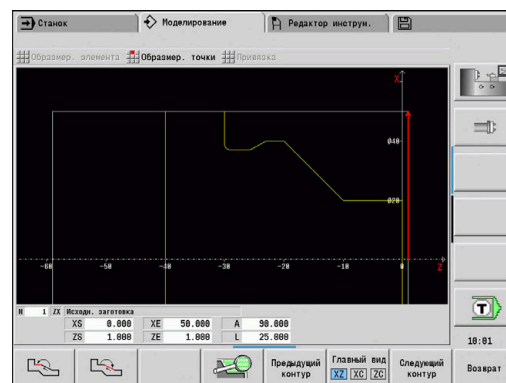 Станок Моделирование Редактор инструм.
Образмер. элемента Образмер. точки Привязка
X
Ø40
Ø20
-60 -50 -40 -30 -20 -10 0 Z
N 1 ZX Исходн. заготовка
XS 0.000 XE 50.000 A 90.000
ZS 1.000 ZE 1.000 L 25.000
T
10:01
Предыдущий контур
Главный вид
XZ XC ZC
Следующий контур
Возврат